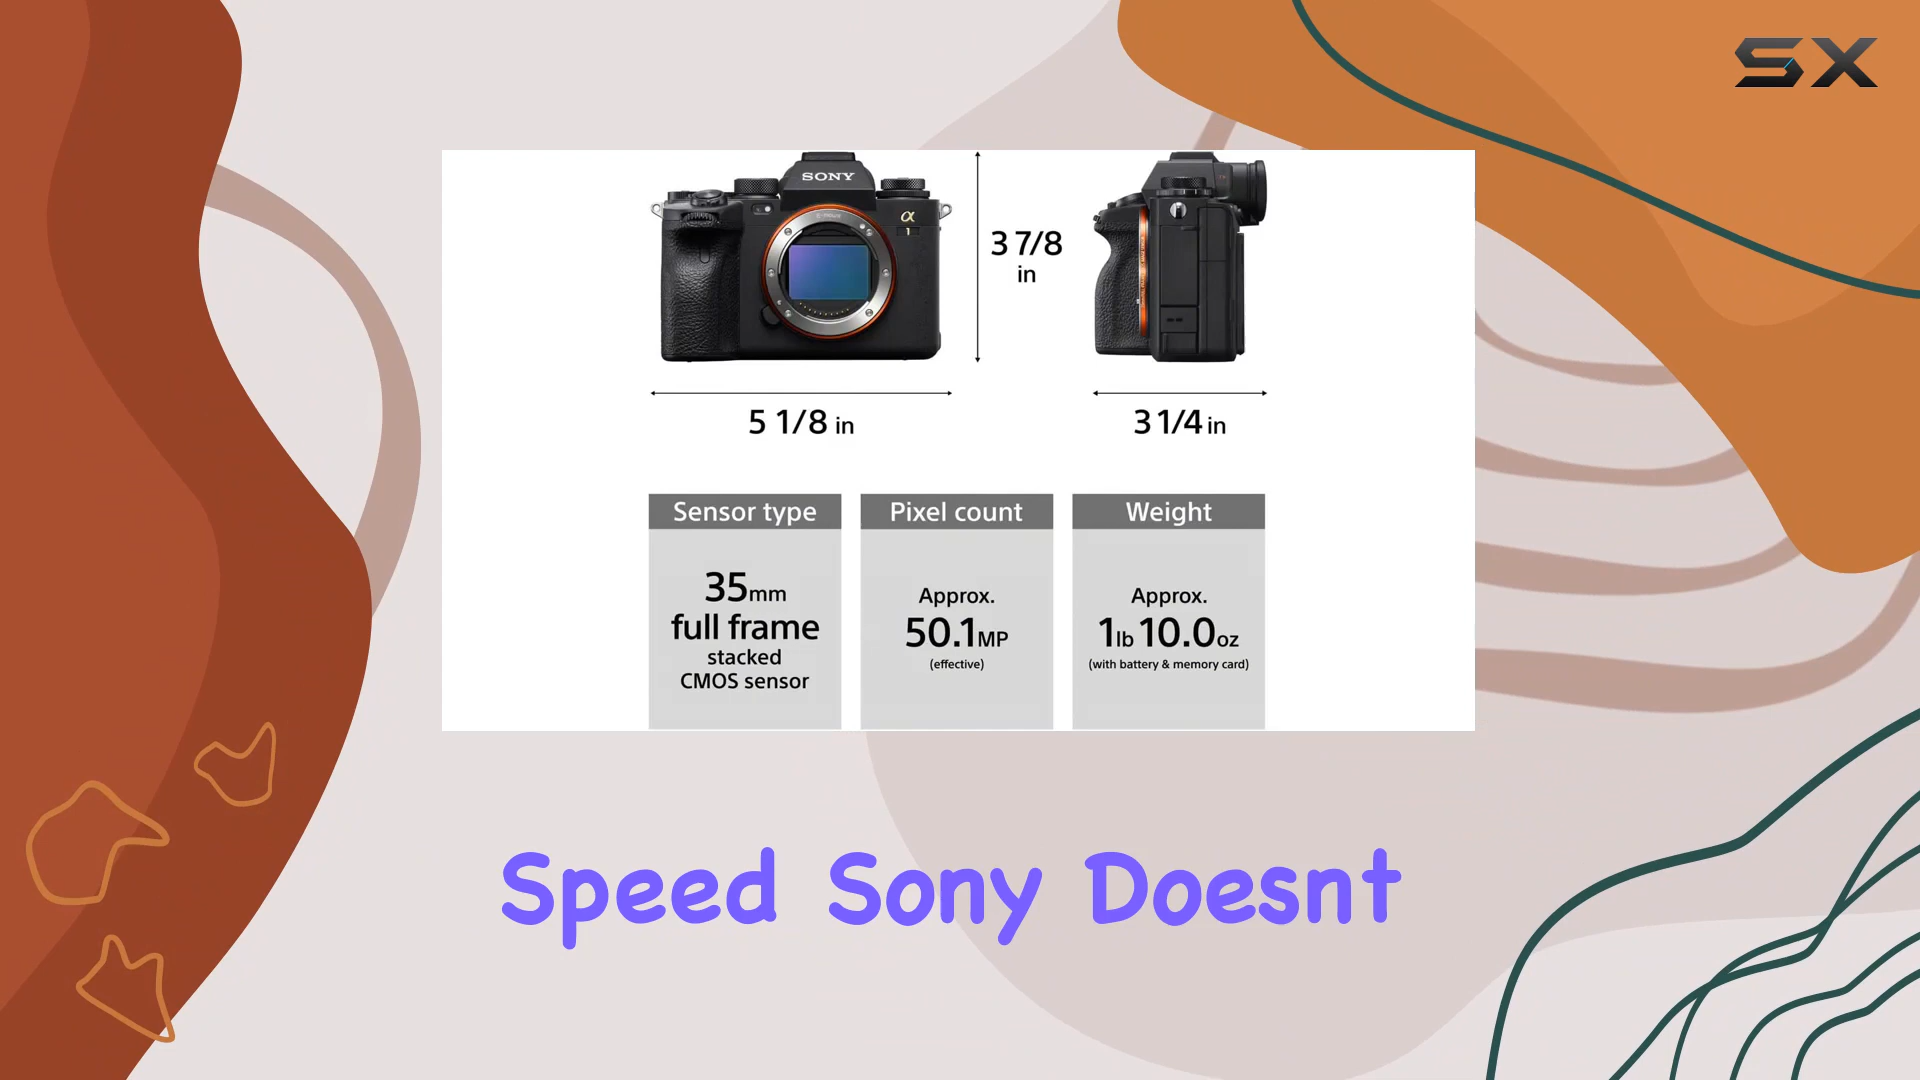 SX
SONY
α
1
3 7/8
in
5 1/8 in
3 1/4 in
Sensor type
35mm
full frame
stacked
CMOS sensor
Pixel count
Approx.
50.1MP
(effective)
Weight
Approx.
1lb 10.0oz
(with battery & memory card)
Speed Sony Doesnt